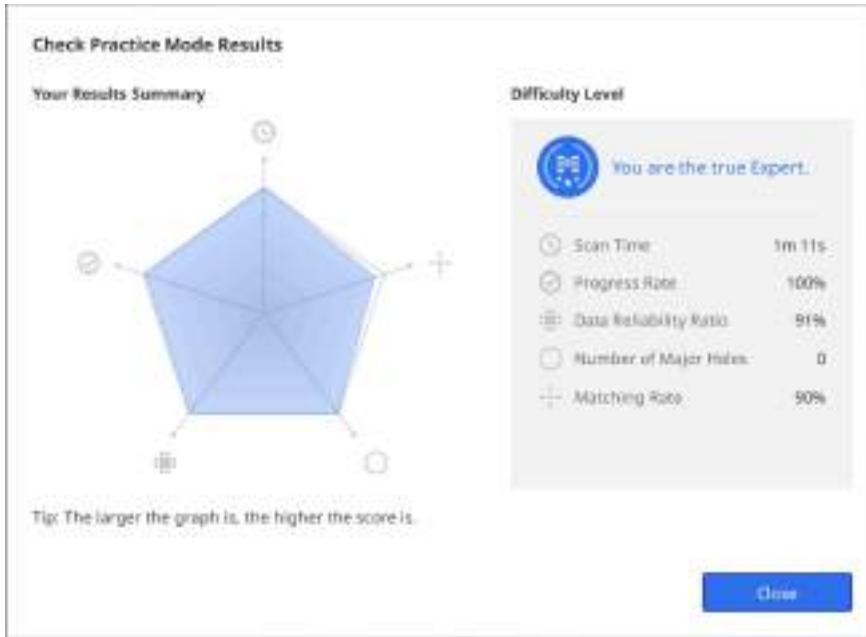 Check Practice Mode Results
Your Results Summary
Difficulty Level
You are the true Expert.
Scan Time 1m 11s
Progress Rate 100%
Data Reliability Ratio 91%
Number of Major Holes 0
Matching Rate 90%
Tip: The larger the graph is, the higher the score is.
Close